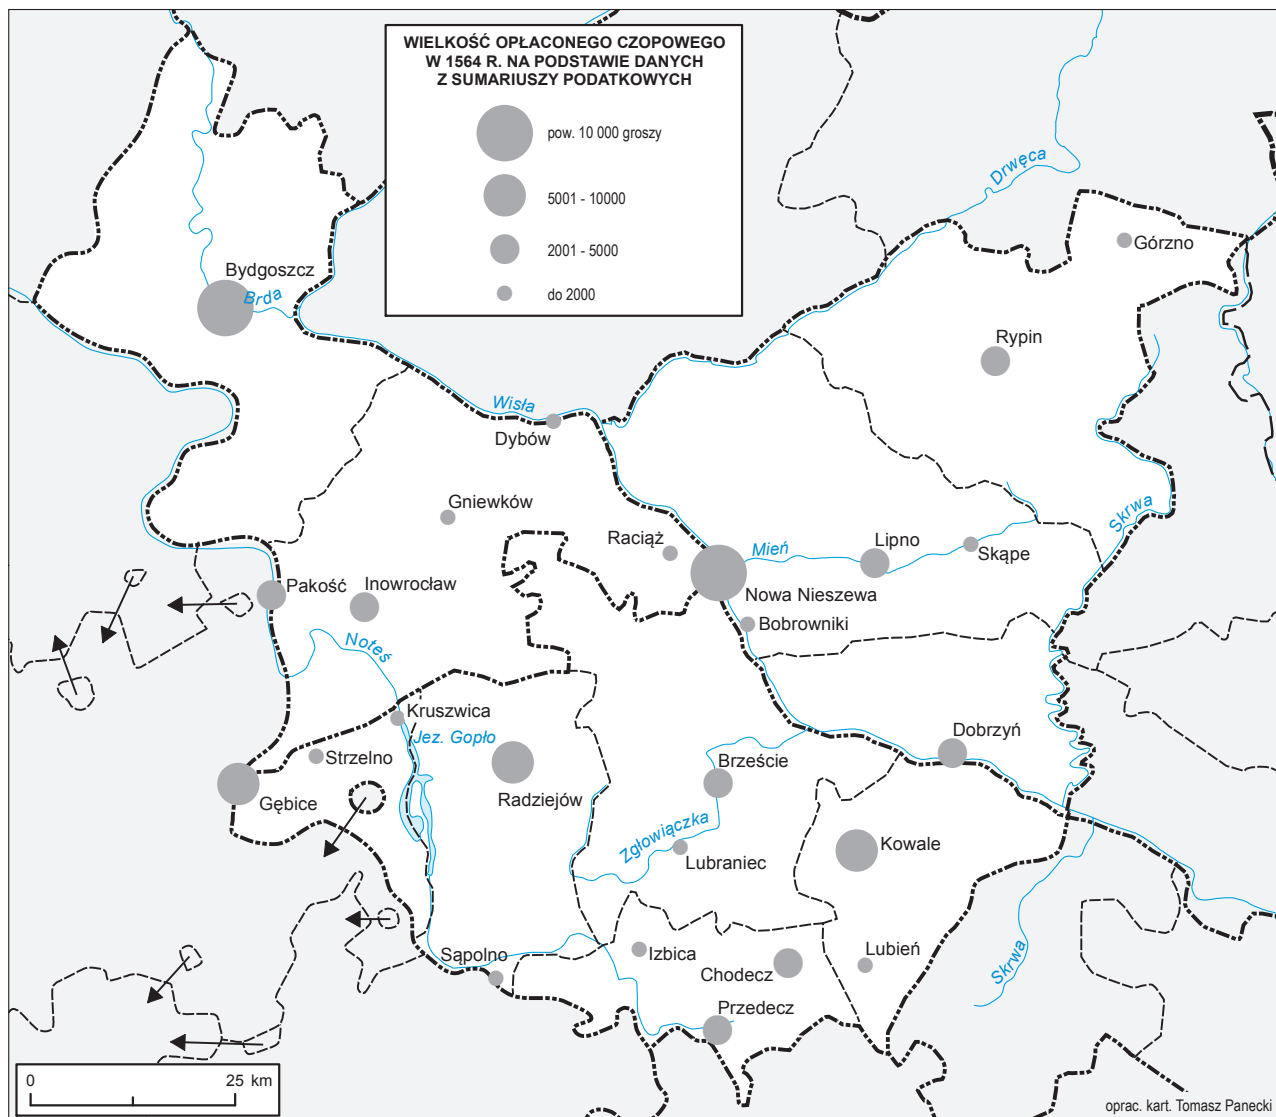 WIELKOŚĆ OPŁACONEGO CZOPOWEGO
W 1564 R. NA PODSTAWIE DANYCH
Z SUMARIUSZY PODATKOWYCH
pow. 10 000 groszy
5001 - 10000
2001 - 5000
do 2000
Drwęca
Górzno
Bydgoszcz
Brda
Rypin
Wisła
Dybów
Gniewków
Skrwa
Raciąż
Mień
Lipno
Skąpe
Pakość
Inowrocław
Nowa Nieszewa
Bobrowniki
Noteś
Kruszwica
Jez. Gopło
Strzelno
Dobrzyń
Brzeście
Gębice
Radziejów
Zgłowiączka
Kowale
Lubraniec
Sąpolno
Izbica
Chodecz
Lubień
Skrwa
Przedecz
0 25 km
oprac. kart. Tomasz Panecki